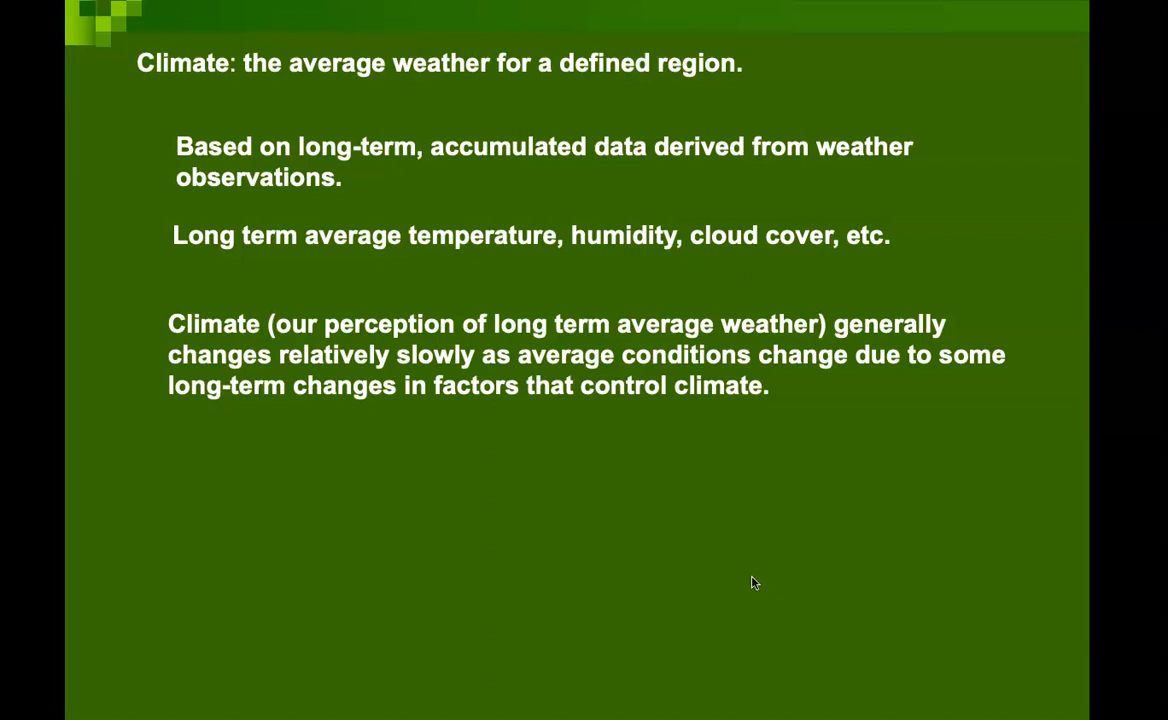 Climate: the average weather for a defined region.
Based on long-term, accumulated data derived from weather
observations.
Long term average temperature, humidity, cloud cover, etc.
Climate (our perception of long term average weather) generally
changes relatively slowly as average conditions change due to some
long-term changes in factors that control climate.